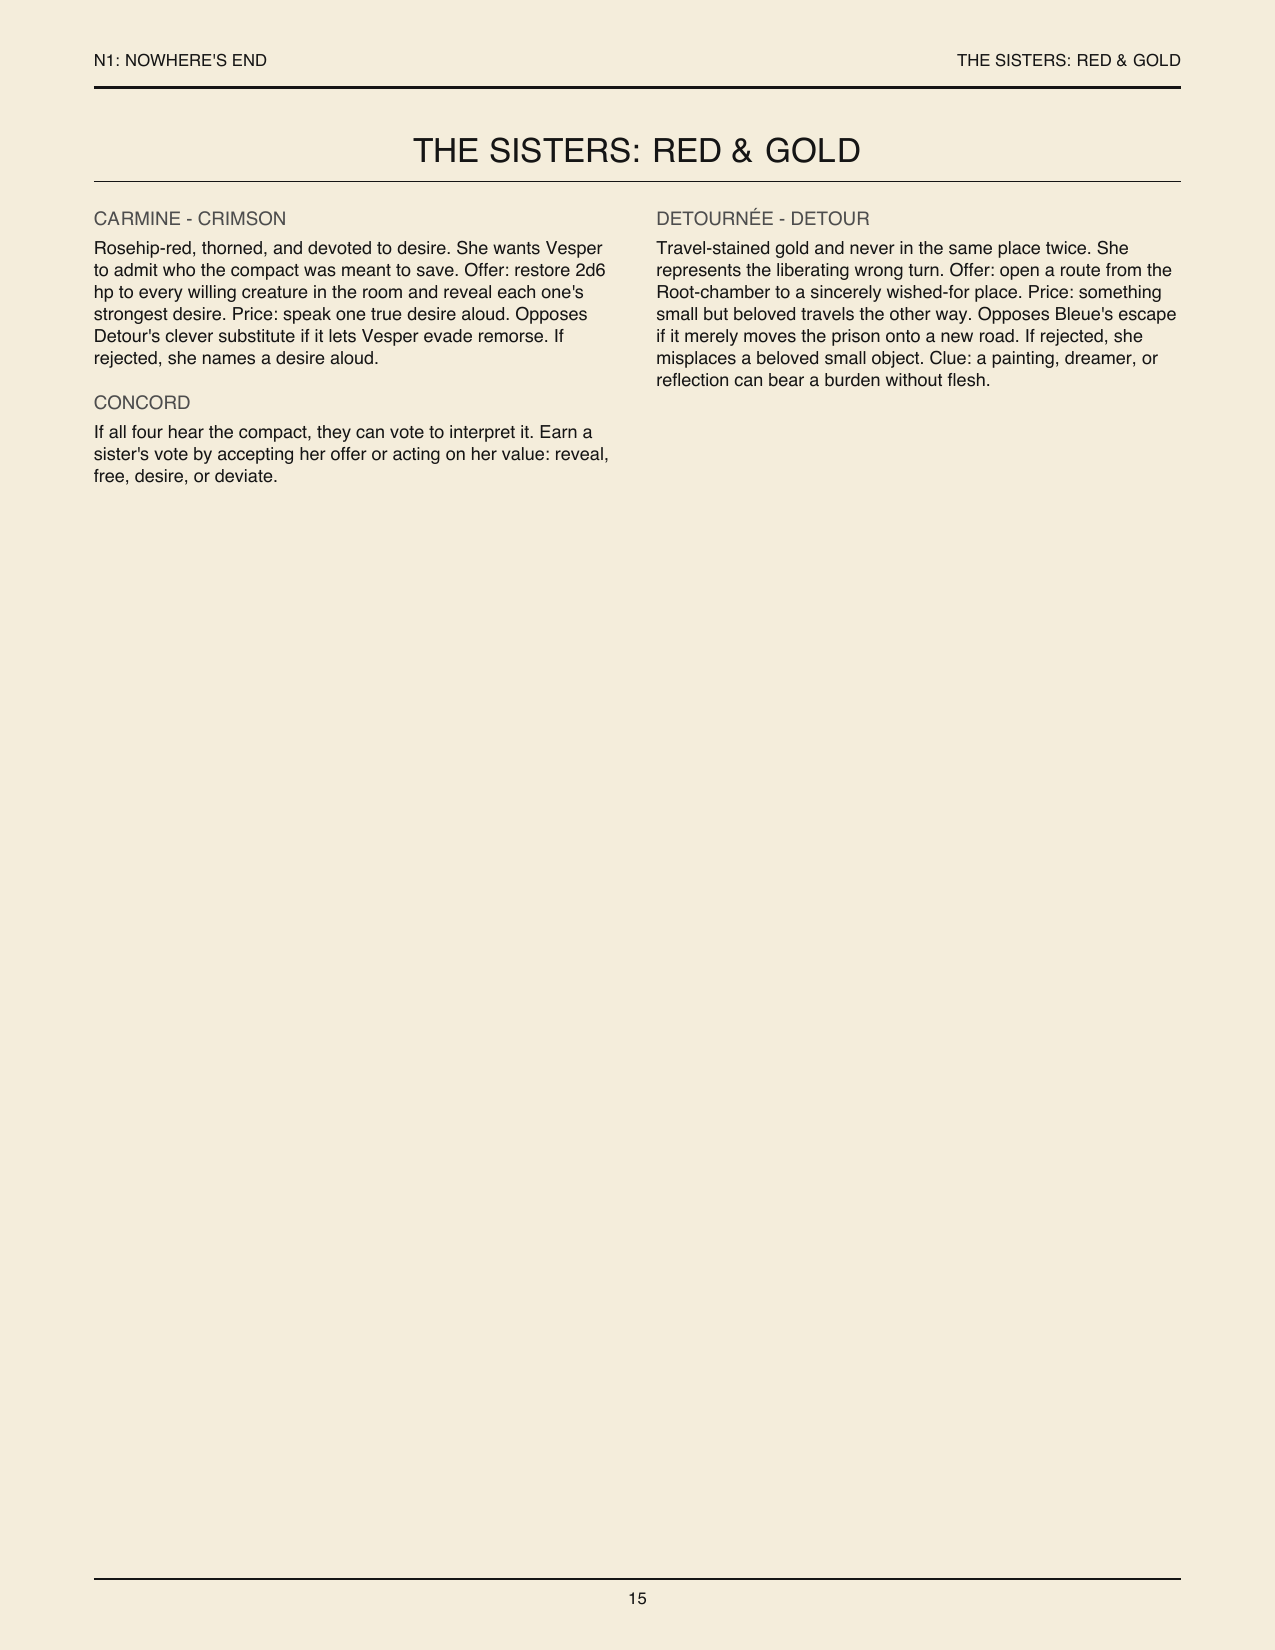 N1: NOWHERE'S END
THE SISTERS: RED & GOLD
THE SISTERS: RED & GOLD
CARMINE - CRIMSON
Rosehip-red, thorned, and devoted to desire. She wants Vesper
to admit who the compact was meant to save. Offer: restore 2d6
hp to every willing creature in the room and reveal each one's
strongest desire. Price: speak one true desire aloud. Opposes
Detour's clever substitute if it lets Vesper evade remorse. If
rejected, she names a desire aloud.
CONCORD
If all four hear the compact, they can vote to interpret it. Earn a
sister's vote by accepting her offer or acting on her value: reveal,
free, desire, or deviate.
DETOURNÉE - DETOUR
Travel-stained gold and never in the same place twice. She
represents the liberating wrong turn. Offer: open a route from the
Root-chamber to a sincerely wished-for place. Price: something
small but beloved travels the other way. Opposes Bleue's escape
if it merely moves the prison onto a new road. If rejected, she
misplaces a beloved small object. Clue: a painting, dreamer, or
reflection can bear a burden without flesh.
15